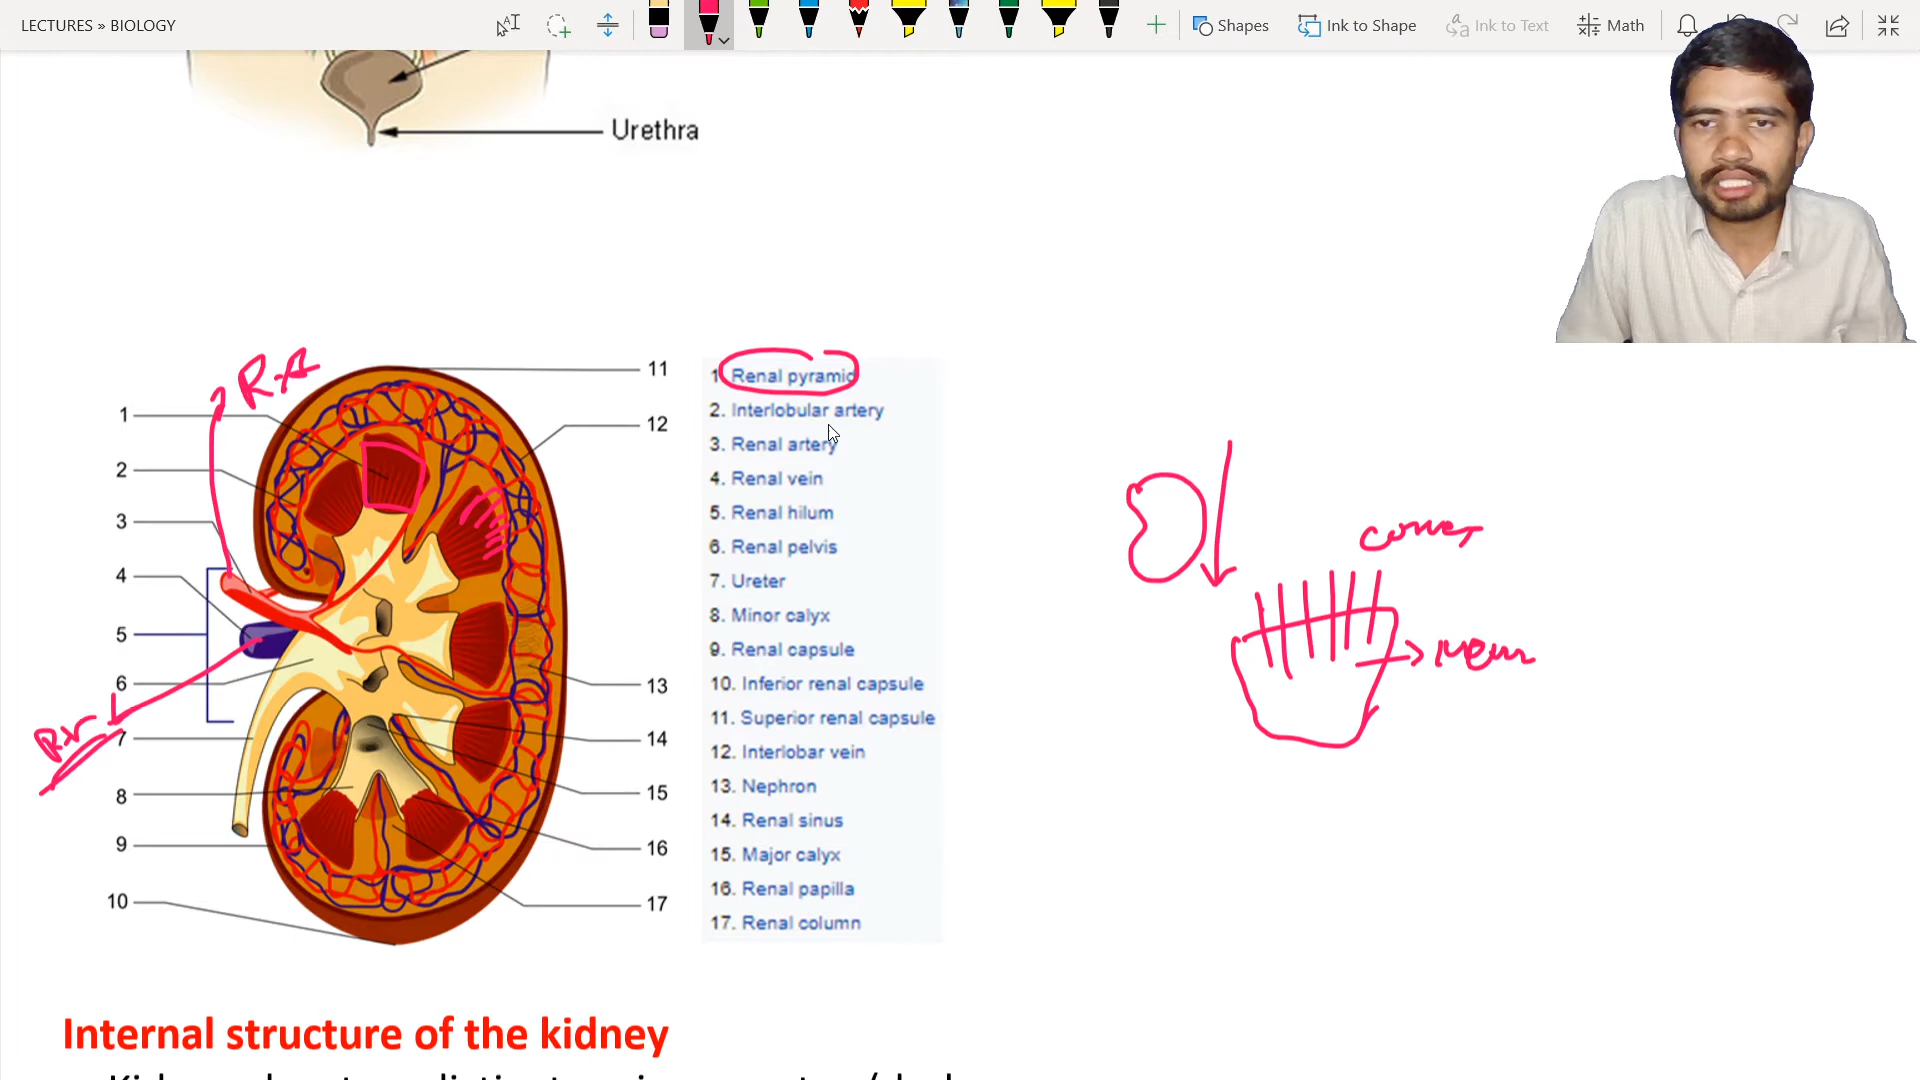 LECTURES » BIOLOGY
Shapes
Ink to Shape
Ink to Text
Math
Urethra
R.A
1
2
3
4
5
6
7
8
9
10
11
12
13
14
15
16
17
1 Renal pyramid
2. Interlobular artery
3. Renal artery
4. Renal vein
5. Renal hilum
6. Renal pelvis
7. Ureter
8. Minor calyx
9. Renal capsule
10. Inferior renal capsule
11. Superior renal capsule
12. Interlobar vein
13. Nephron
14. Renal sinus
15. Major calyx
16. Renal papilla
17. Renal column
Internal structure of the kidney